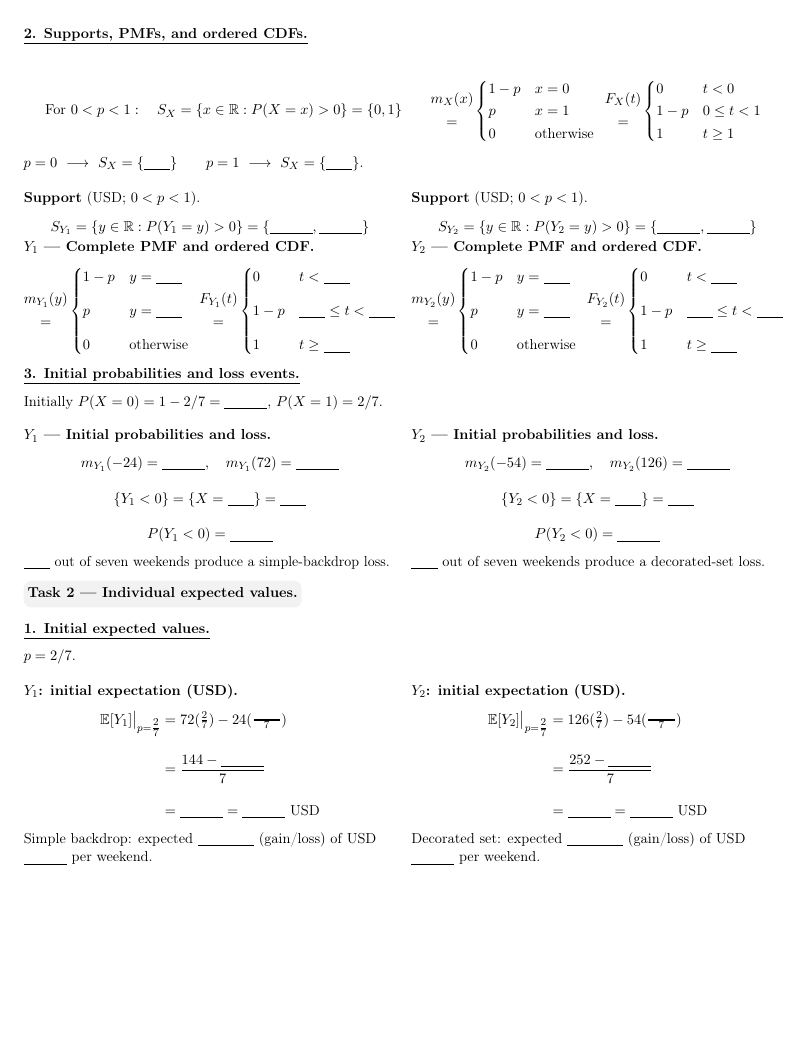 2. Supports, PMFs, and ordered CDFs.
For 0 < p < 1 : S_X = {x ∈ ℝ : P(X = x) > 0} = {0, 1}
m_X(x) = { 1 − p x = 0
p x = 1
0 otherwise
F_X(t) = { 0 t < 0
1 − p 0 ≤ t < 1
1 t ≥ 1
p = 0 ⟶ S_X = {___} p = 1 ⟶ S_X = {___}.
Support (USD; 0 < p < 1).
S_{Y_1} = {y ∈ ℝ : P(Y_1 = y) > 0} = {_____, _____}
Y_1 — Complete PMF and ordered CDF.
m_{Y_1}(y) = { 1 − p y = ___
p y = ___
0 otherwise
F_{Y_1}(t) = { 0 t < ___
1 − p ___ ≤ t < ___
1 t ≥ ___
Support (USD; 0 < p < 1).
S_{Y_2} = {y ∈ ℝ : P(Y_2 = y) > 0} = {_____, _____}
Y_2 — Complete PMF and ordered CDF.
m_{Y_2}(y) = { 1 − p y = ___
p y = ___
0 otherwise
F_{Y_2}(t) = { 0 t < ___
1 − p ___ ≤ t < ___
1 t ≥ ___
3. Initial probabilities and loss events.
Initially P(X = 0) = 1 − 2/7 = _____, P(X = 1) = 2/7.
Y_1 — Initial probabilities and loss.
m_{Y_1}(−24) = _____, m_{Y_1}(72) = _____
{Y_1 < 0} = {X = ___} = ___
P(Y_1 < 0) = _____
___ out of seven weekends produce a simple-backdrop loss.
Y_2 — Initial probabilities and loss.
m_{Y_2}(−54) = _____, m_{Y_2}(126) = _____
{Y_2 < 0} = {X = ___} = ___
P(Y_2 < 0) = _____
___ out of seven weekends produce a decorated-set loss.
Task 2 — Individual expected values.
1. Initial expected values.
p = 2/7.
Y_1: initial expectation (USD).
𝔼[Y_1]|_{p=2/7} = 72(2/7) − 24(___/7)
= (144 − _____)/7
= _____ = _____ USD
Simple backdrop: expected ______ (gain/loss) of USD
_____ per weekend.
Y_2: initial expectation (USD).
𝔼[Y_2]|_{p=2/7} = 126(2/7) − 54(___/7)
= (252 − _____)/7
= _____ = _____ USD
Decorated set: expected ______ (gain/loss) of USD
_____ per weekend.